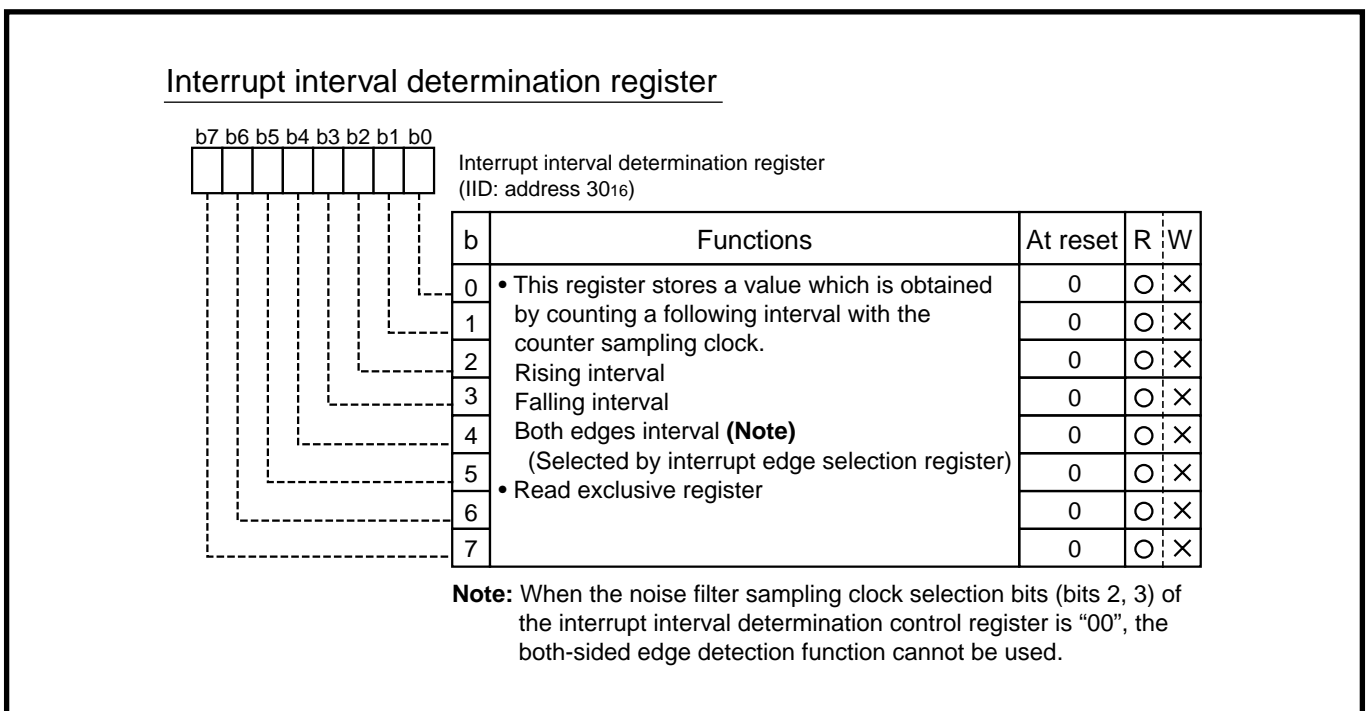 Interrupt interval determination register
b7 b6 b5 b4 b3 b2 b1 b0
Interrupt interval determination register
(IID: address 3016)
b Functions At reset R W
0 • This register stores a value which is obtained 0 O ×
1 by counting a following interval with the 0 O ×
counter sampling clock.
2 Rising interval 0 O ×
3 Falling interval 0 O ×
4 Both edges interval (Note) 0 O ×
5 (Selected by interrupt edge selection register) 0 O ×
• Read exclusive register
6 0 O ×
7 0 O ×
Note: When the noise filter sampling clock selection bits (bits 2, 3) of
the interrupt interval determination control register is “00”, the
both-sided edge detection function cannot be used.